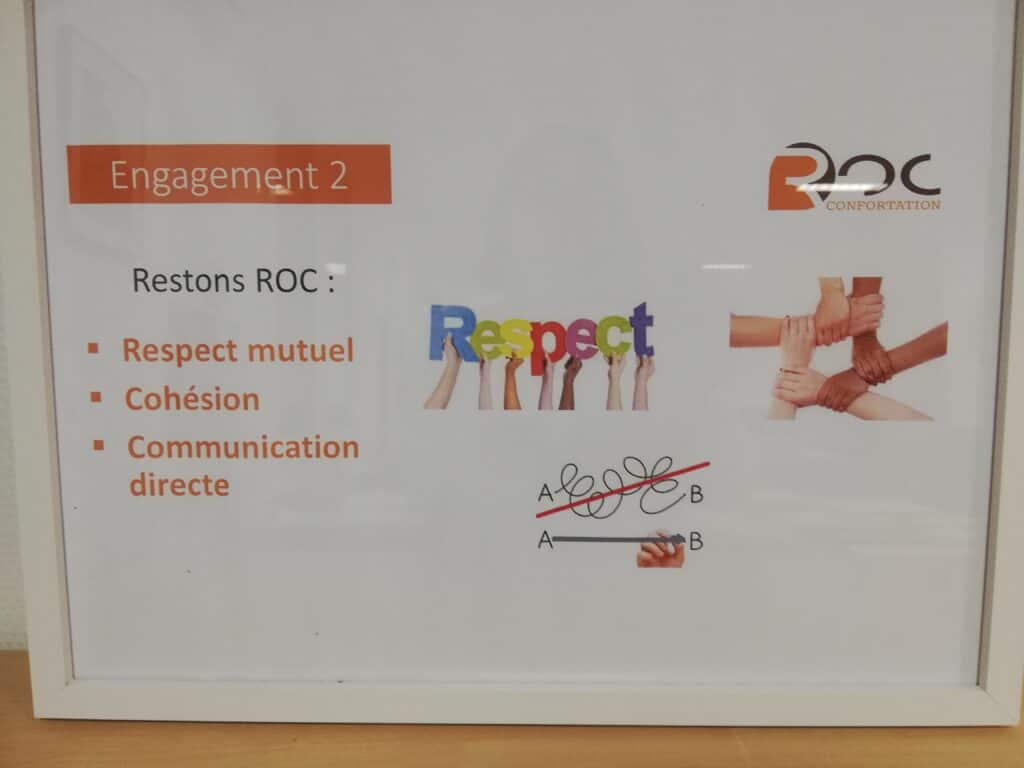 Engagement 2
ROC
CONFORTATION
Restons ROC :
▪ Respect mutuel
▪ Cohésion
▪ Communication
directe
Respect
A B
A B